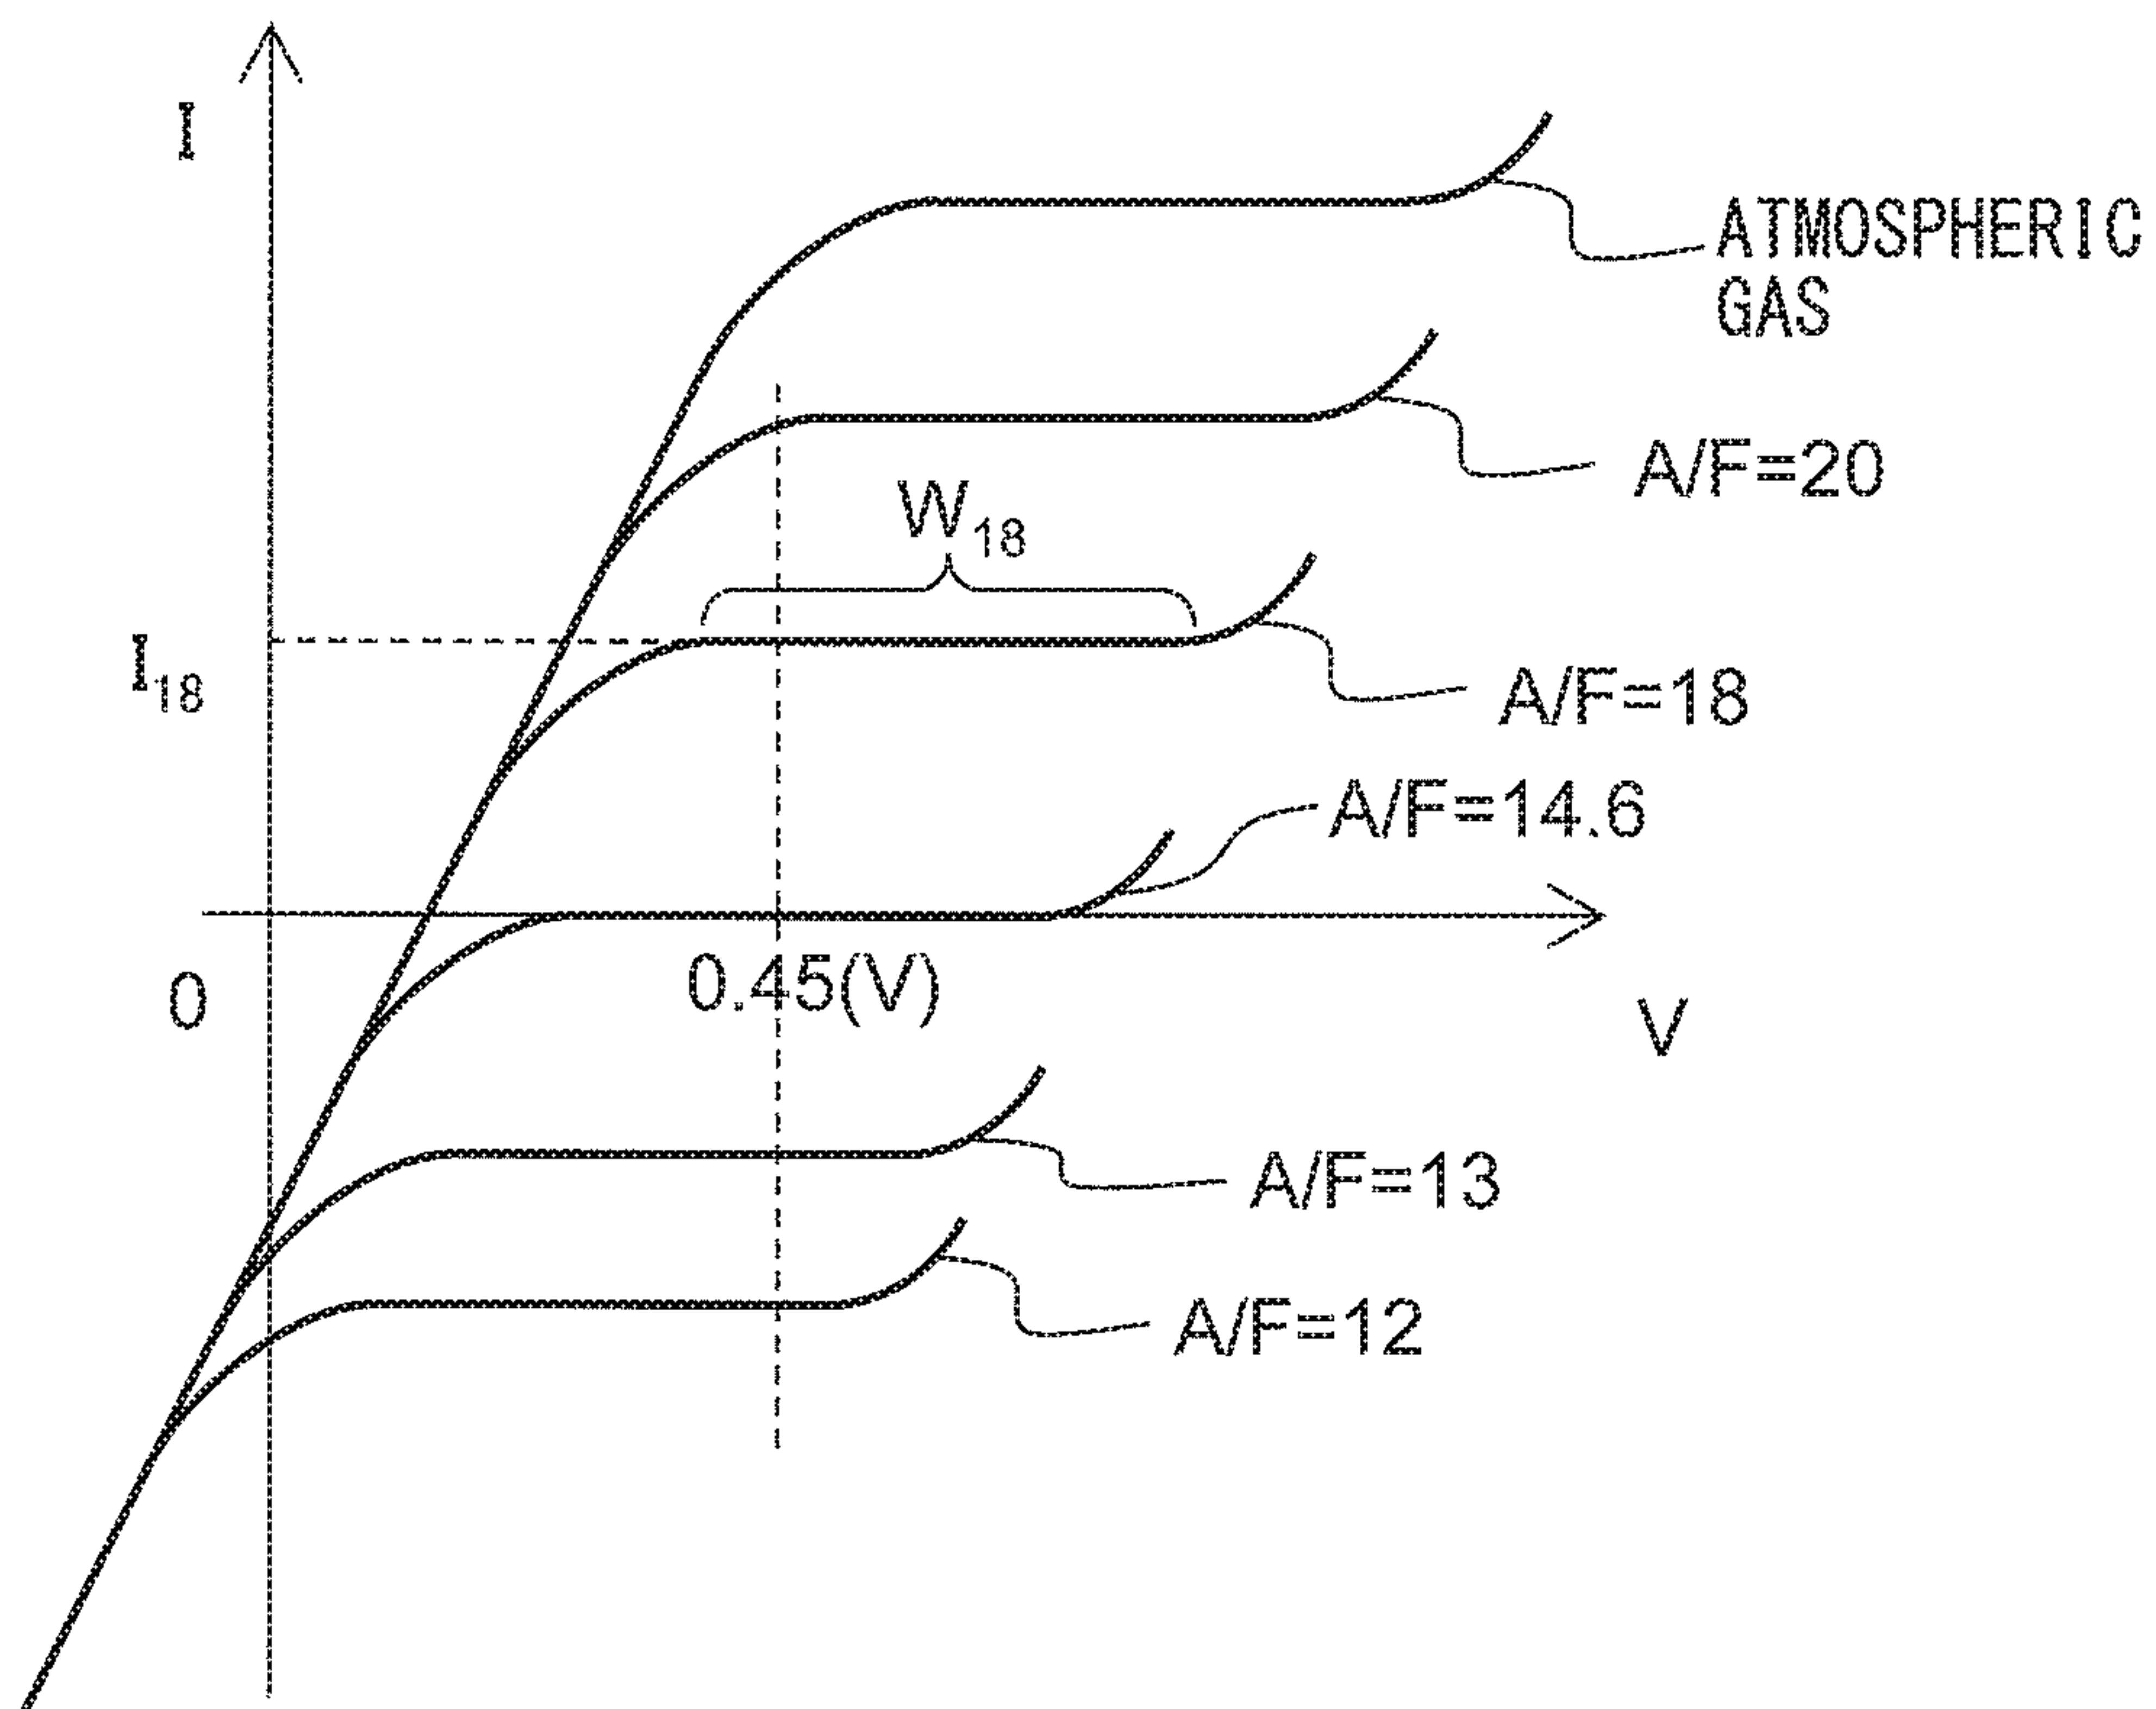 I
ATMOSPHERIC
GAS
A/F=20
W18
I18
A/F=18
A/F=14.6
0
0.45(V)
V
A/F=13
A/F=12